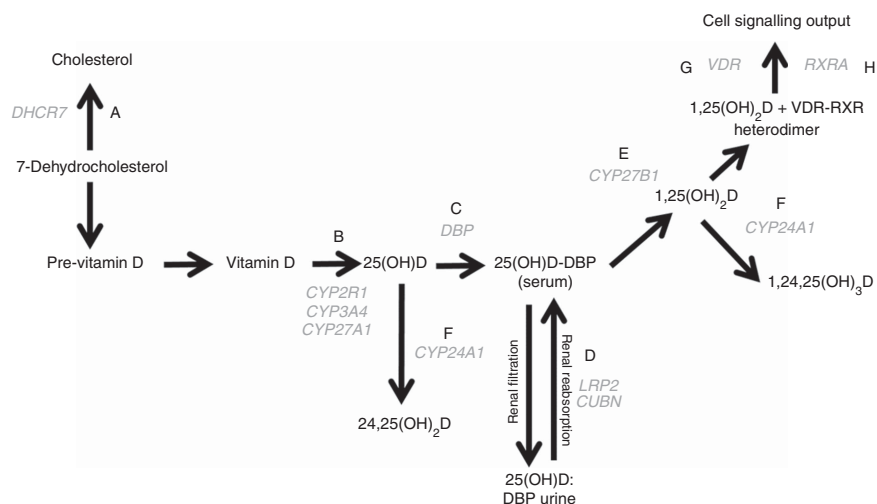 Cell signalling output
G
VDR
RXRA
H
Cholesterol
DHCR7
A
1,25(OH)2D + VDR-RXR
heterodimer
7-Dehydrocholesterol
E
CYP27B1
1,25(OH)2D
F
CYP24A1
C
DBP
B
Pre-vitamin D
Vitamin D
25(OH)D
25(OH)D-DBP
(serum)
1,24,25(OH)3D
CYP2R1
CYP3A4
CYP27A1
F
CYP24A1
Renal filtration
Renal reabsorption
D
LRP2
CUBN
24,25(OH)2D
25(OH)D:
DBP urine